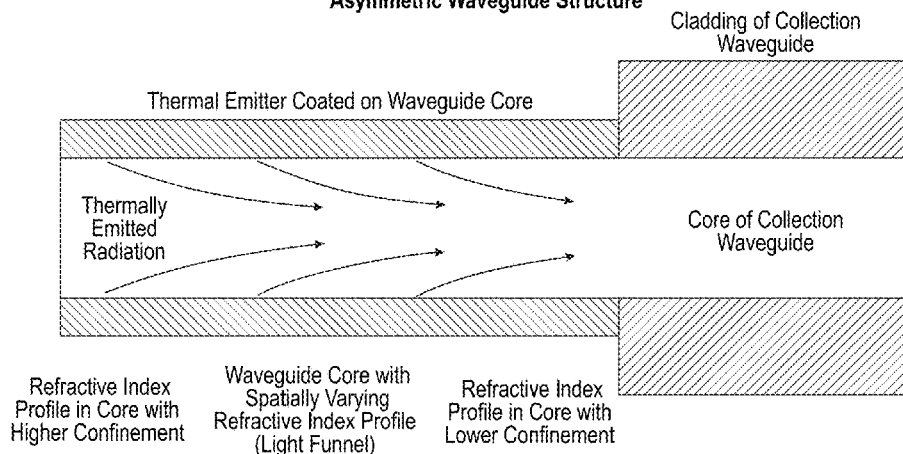 Asymmetric Waveguide Structure
Cladding of Collection
Waveguide
Thermal Emitter Coated on Waveguide Core
Thermally
Emitted
Radiation
Core of Collection
Waveguide
Refractive Index
Profile in Core with
Higher Confinement
Waveguide Core with
Spatially Varying
Refractive Index Profile
(Light Funnel)
Refractive Index
Profile in Core with
Lower Confinement